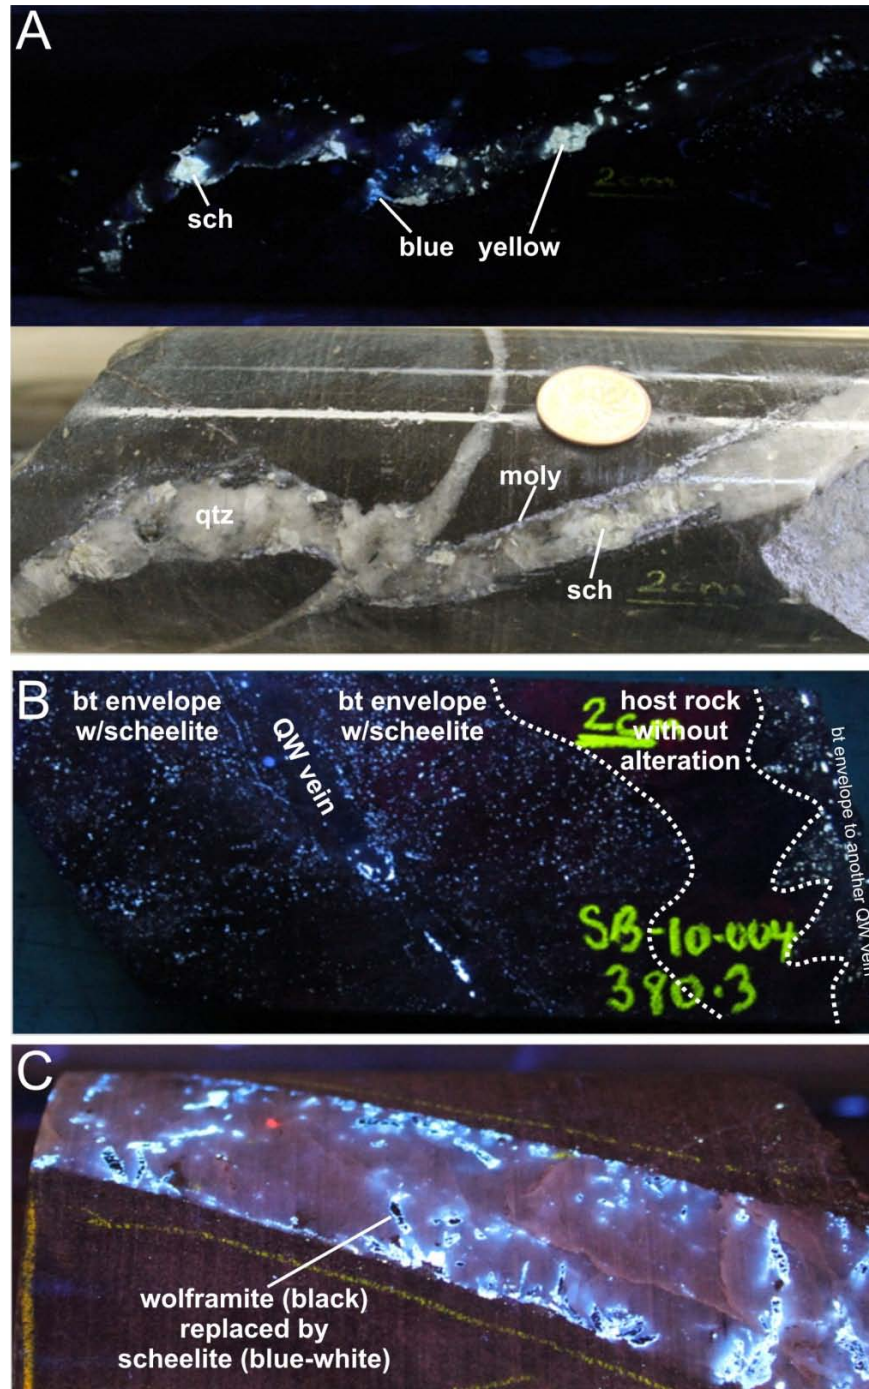 A
sch
blue
yellow
2cm
qtz
moly
sch
2cm
B
bt envelope
w/scheelite
QW vein
bt envelope
w/scheelite
2cm
host rock
without
alteration
bt envelope to another QW vein
SB-10-004
390.3
C
wolframite (black)
replaced by
scheelite (blue-white)